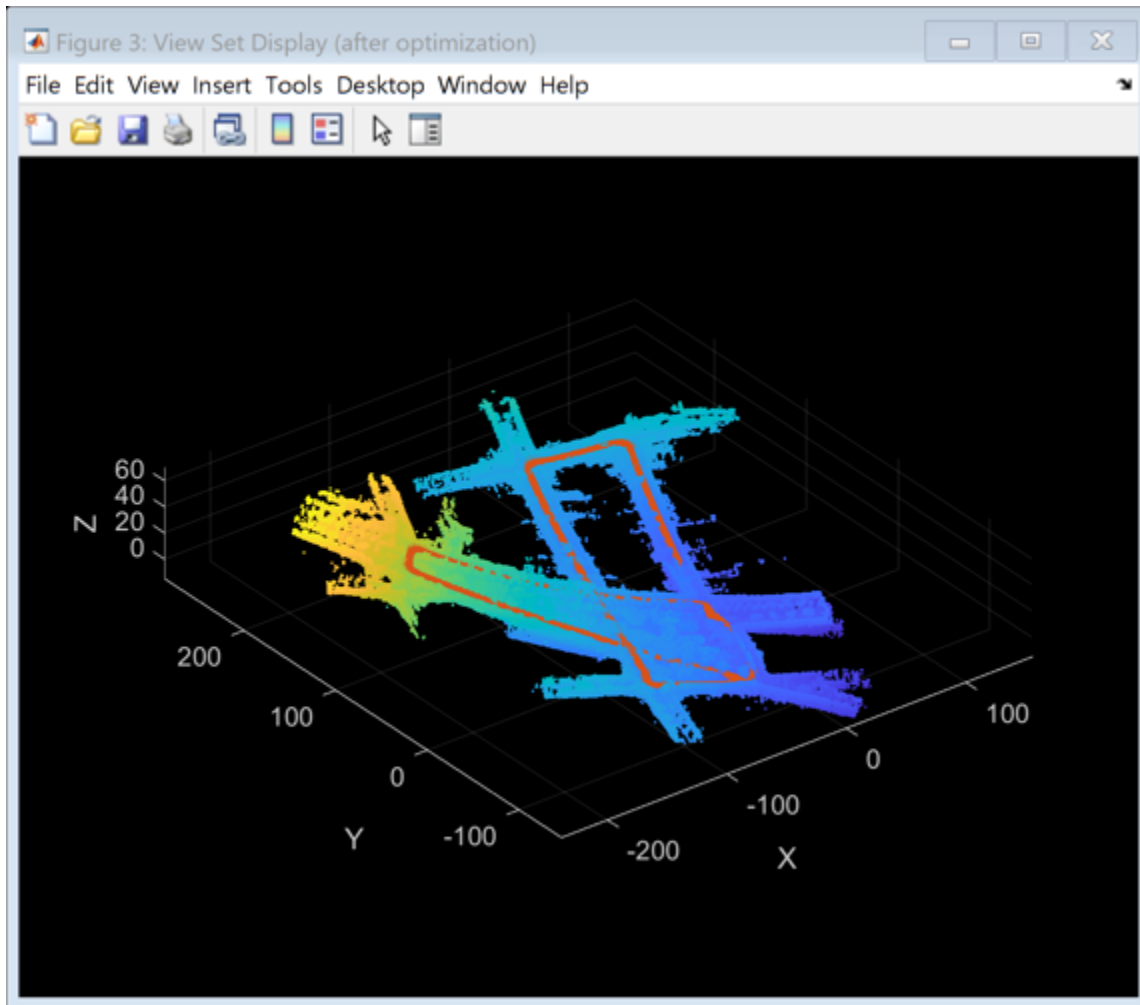 Figure 3: View Set Display (after optimization)
File Edit View Insert Tools Desktop Window Help
60
40
20
0
Z
200
100
0
-100
Y
100
0
-100
-200
X